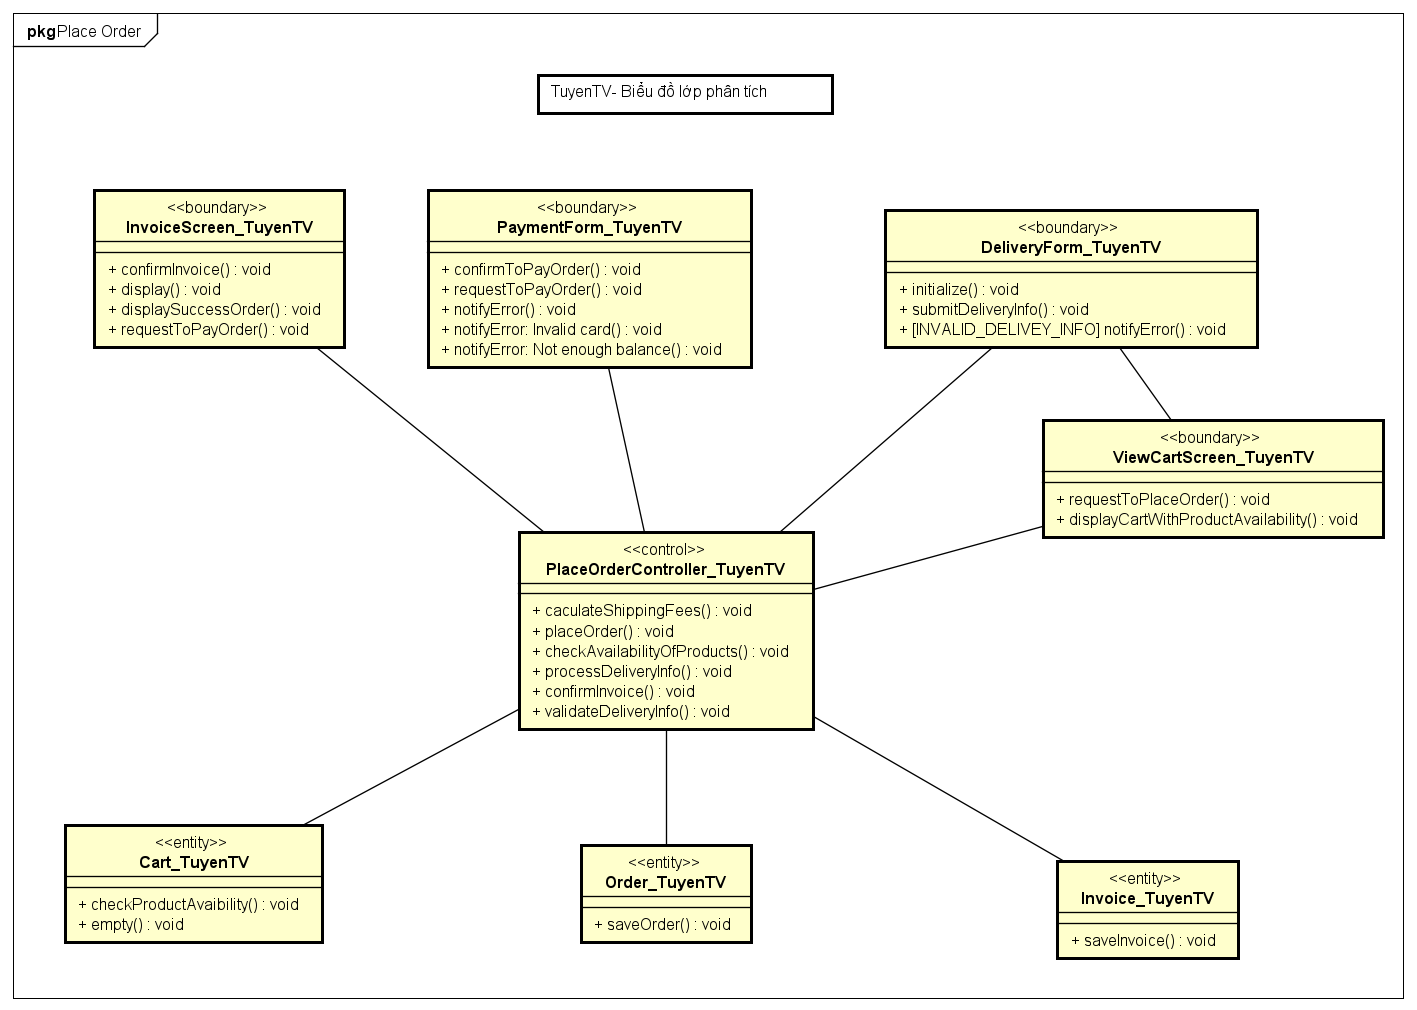 pkg Place Order
TuyenTV- Biểu đồ lớp phân tích
<<boundary>>
InvoiceScreen_TuyenTV
+ confirmInvoice() : void
+ display() : void
+ displaySuccessOrder() : void
+ requestToPayOrder() : void
<<boundary>>
PaymentForm_TuyenTV
+ confirmToPayOrder() : void
+ requestToPayOrder() : void
+ notifyError() : void
+ notifyError: Invalid card() : void
+ notifyError: Not enough balance() : void
<<boundary>>
DeliveryForm_TuyenTV
+ initialize() : void
+ submitDeliveryInfo() : void
+ [INVALID_DELIVEY_INFO] notifyError() : void
<<boundary>>
ViewCartScreen_TuyenTV
+ requestToPlaceOrder() : void
+ displayCartWithProductAvailability() : void
<<control>>
PlaceOrderController_TuyenTV
+ caculateShippingFees() : void
+ placeOrder() : void
+ checkAvailabilityOfProducts() : void
+ processDeliveryInfo() : void
+ confirmInvoice() : void
+ validateDeliveryInfo() : void
<<entity>>
Cart_TuyenTV
+ checkProductAvaibility() : void
+ empty() : void
<<entity>>
Order_TuyenTV
+ saveOrder() : void
<<entity>>
Invoice_TuyenTV
+ saveInvoice() : void